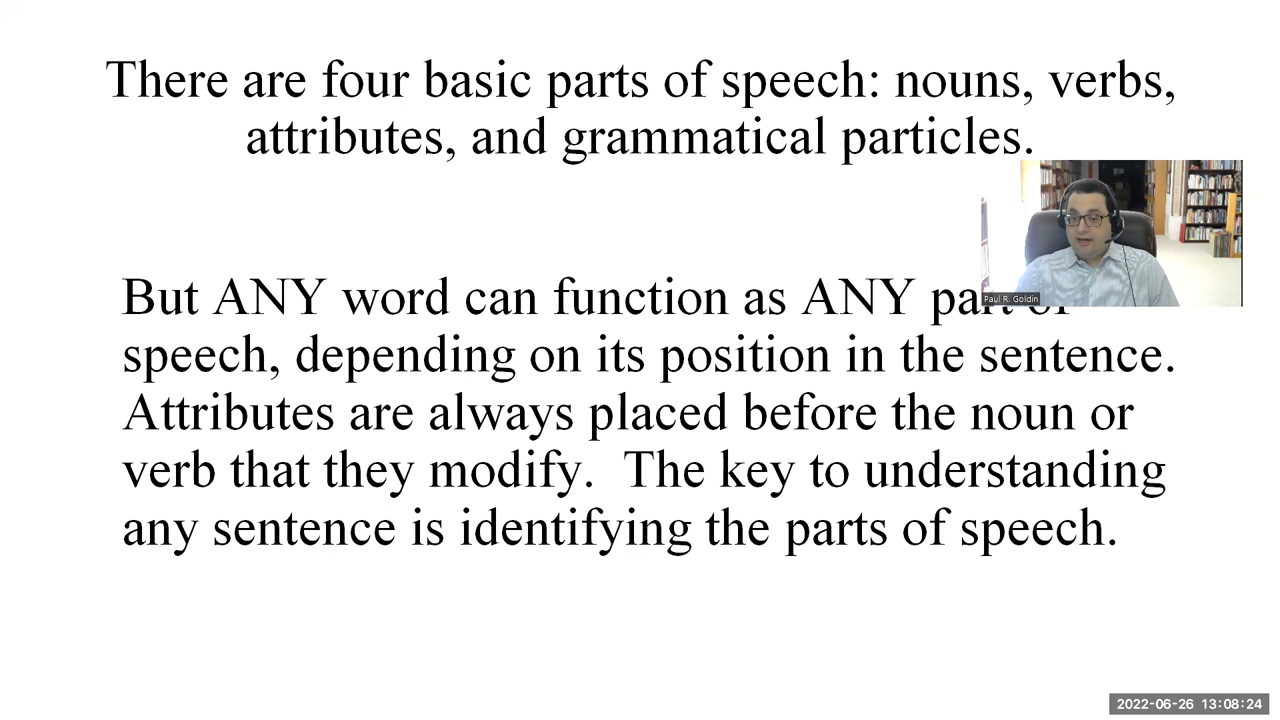 There are four basic parts of speech: nouns, verbs,
attributes, and grammatical particles.
But ANY word can function as ANY part of
speech, depending on its position in the sentence.
Attributes are always placed before the noun or
verb that they modify.  The key to understanding
any sentence is identifying the parts of speech.
Paul R. Goldin
2022-06-26 13:08:24